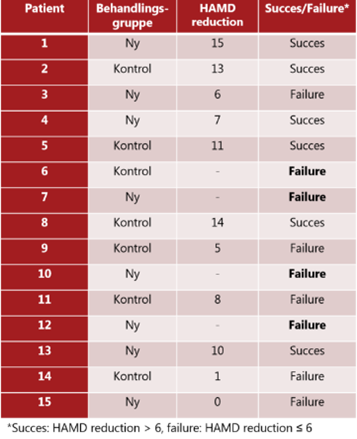 Patient Behandlings-gruppe HAMD reduction Succes/Failure*
1 Ny 15 Succes
2 Kontrol 13 Succes
3 Ny 6 Failure
4 Ny 7 Succes
5 Kontrol 11 Succes
6 Kontrol - Failure
7 Ny - Failure
8 Kontrol 14 Succes
9 Kontrol 5 Failure
10 Ny - Failure
11 Kontrol 8 Failure
12 Ny - Failure
13 Ny 10 Succes
14 Kontrol 1 Failure
15 Ny 0 Failure
*Succes: HAMD reduction > 6, failure: HAMD reduction ≤ 6